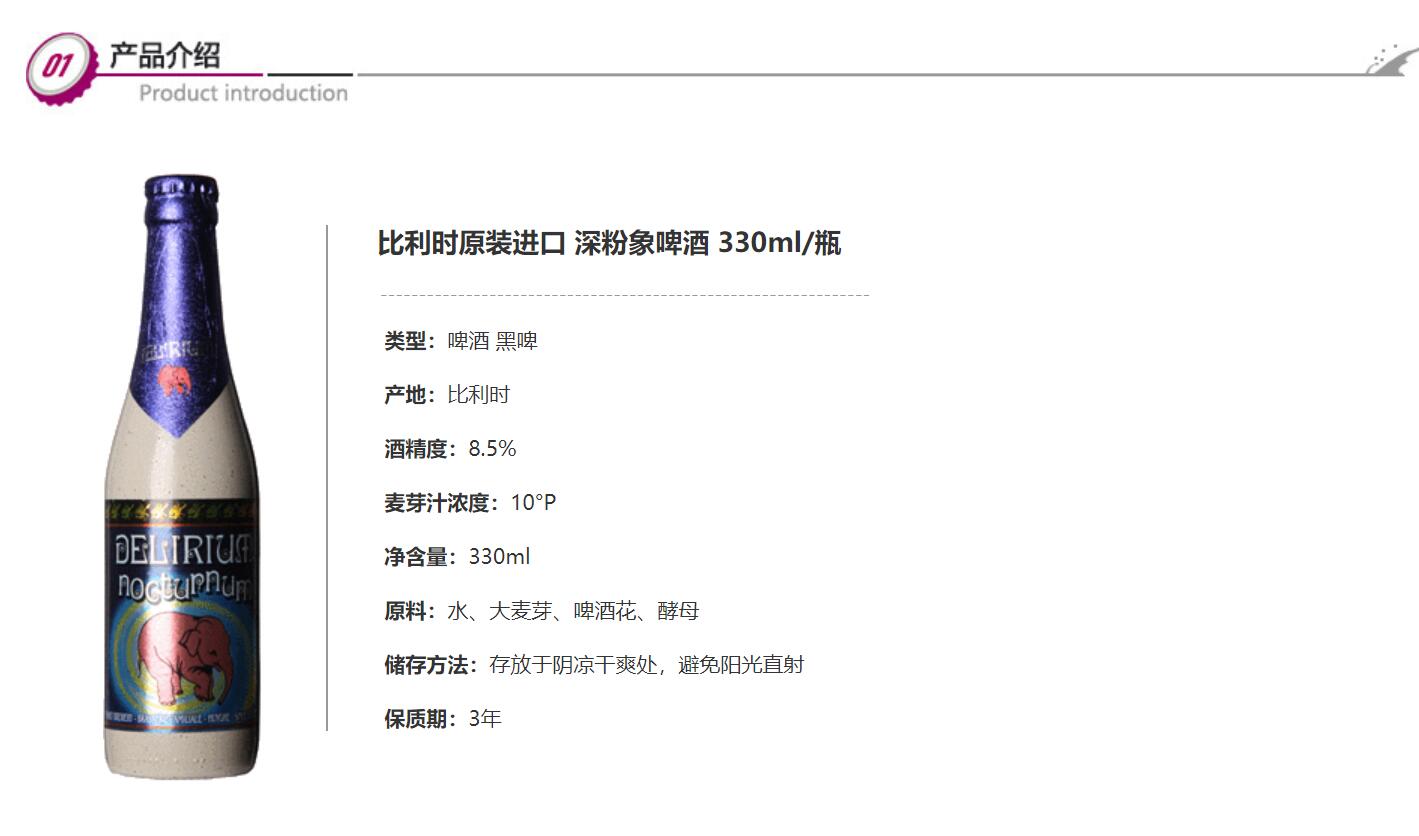 01
产品介绍
Product introduction
比利时原装进口 深粉象啤酒 330ml/瓶
类型：啤酒 黑啤
产地：比利时
酒精度：8.5%
麦芽汁浓度：10°P
净含量：330ml
原料：水、大麦芽、啤酒花、酵母
储存方法：存放于阴凉干爽处，避免阳光直射
保质期：3年
DELIRIUM
DELIRIUM
nocturnum